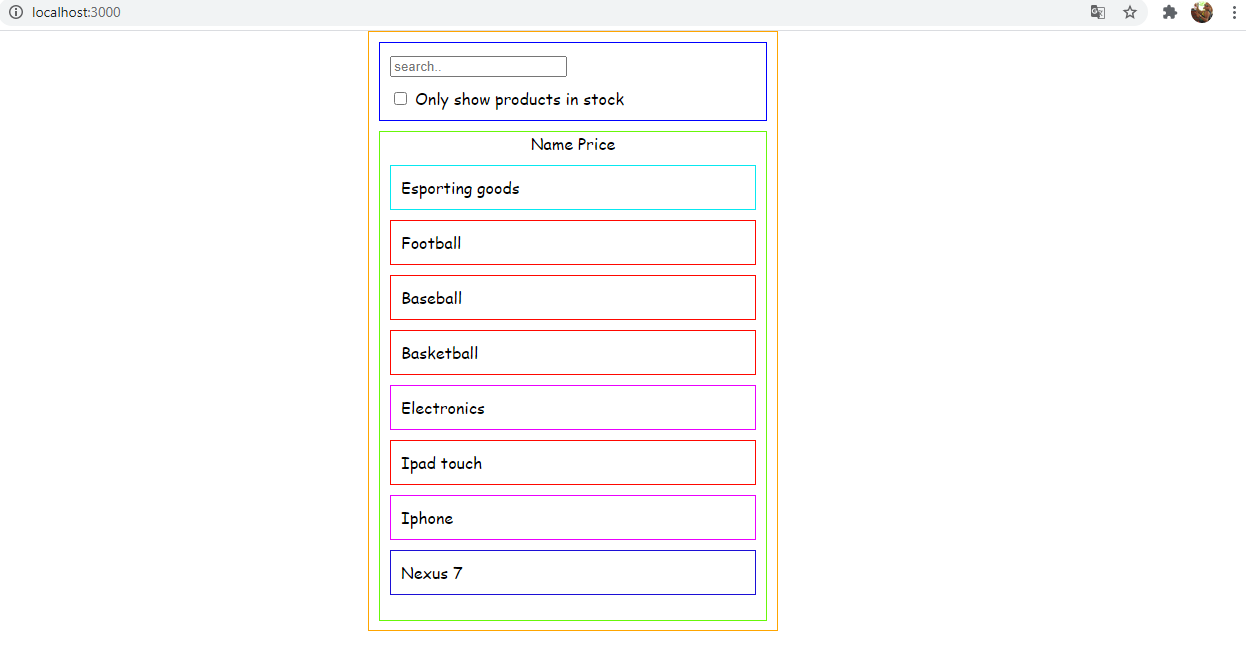 localhost:3000
search..
Only show products in stock
Name Price
Esporting goods
Football
Baseball
Basketball
Electronics
Ipad touch
Iphone
Nexus 7